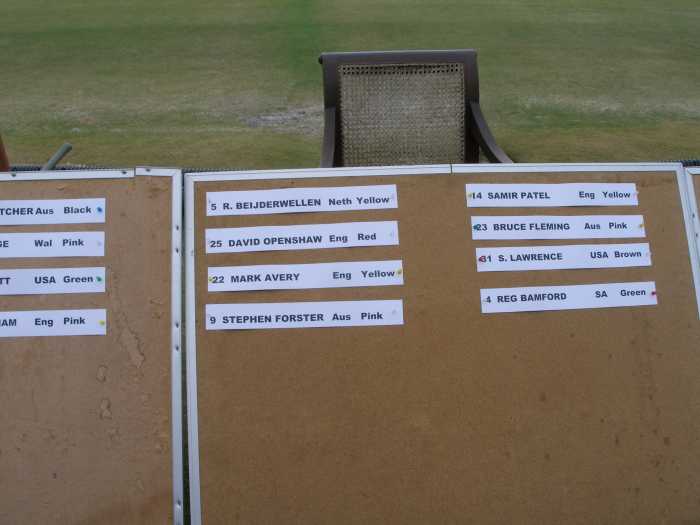 TCHER Aus Black
GE Wal Pink
TT USA Green
AM Eng Pink
5 R. BEIJDERWELLEN Neth Yellow
25 DAVID OPENSHAW Eng Red
22 MARK AVERY Eng Yellow
9 STEPHEN FORSTER Aus Pink
14 SAMIR PATEL Eng Yellow
23 BRUCE FLEMING Aus Pink
31 S. LAWRENCE USA Brown
4 REG BAMFORD SA Green